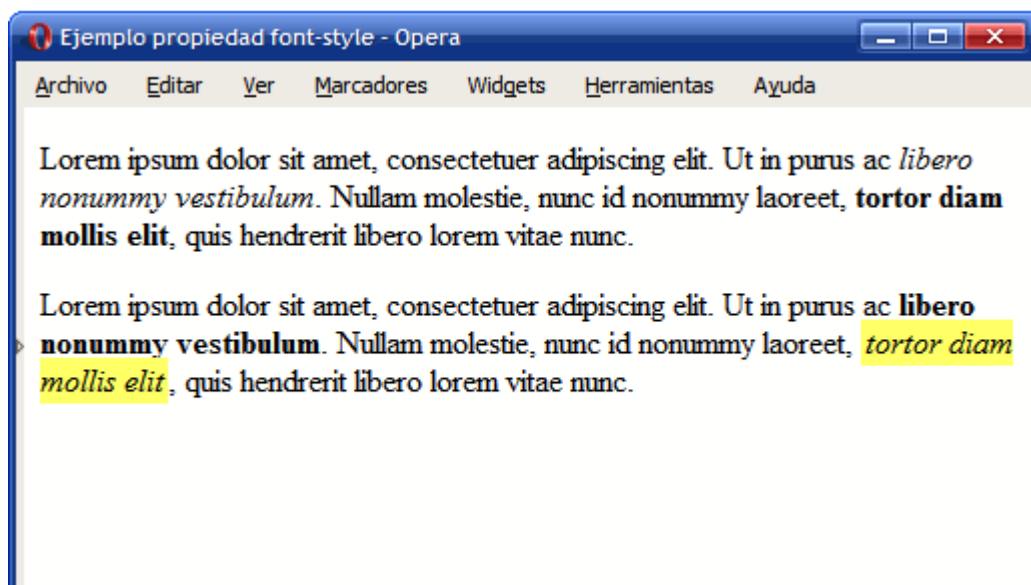 Ejemplo propiedad font-style - Opera
Archivo Editar Ver Marcadores Widgets Herramientas Ayuda
Lorem ipsum dolor sit amet, consectetuer adipiscing elit. Ut in purus ac libero
nonummy vestibulum. Nullam molestie, nunc id nonummy laoreet, tortor diam
mollis elit, quis hendrerit libero lorem vitae nunc.
Lorem ipsum dolor sit amet, consectetuer adipiscing elit. Ut in purus ac libero
nonummy vestibulum. Nullam molestie, nunc id nonummy laoreet, tortor diam
mollis elit, quis hendrerit libero lorem vitae nunc.